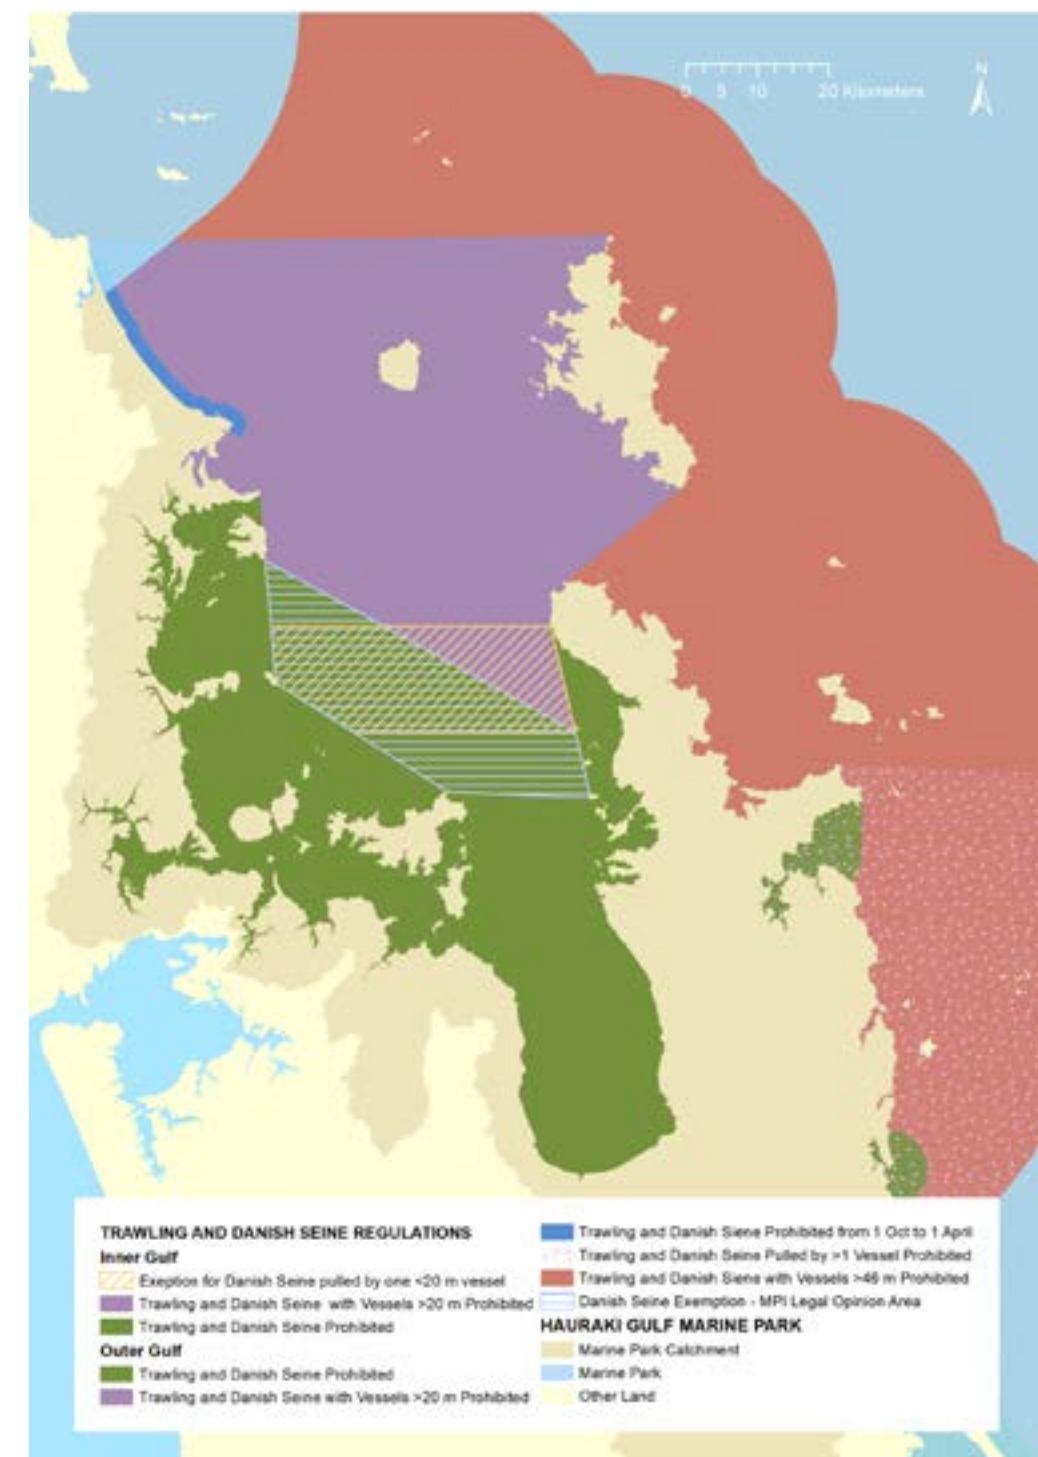 N
0 5 10 20 Kilometers
TRAWLING AND DANISH SEINE REGULATIONS
Inner Gulf
Exeption for Danish Seine pulled by one <20 m vessel
Trawling and Danish Seine with Vessels >20 m Prohibited
Trawling and Danish Seine Prohibited
Outer Gulf
Trawling and Danish Seine Prohibited
Trawling and Danish Seine with Vessels >20 m Prohibited
Trawling and Danish Siene Prohibited from 1 Oct to 1 April
Trawling and Danish Seine Pulled by >1 Vessel Prohibited
Trawling and Danish Siene with Vessels >46 m Prohibited
Danish Seine Exemption - MPI Legal Opinion Area
HAURAKI GULF MARINE PARK
Marine Park Catchment
Marine Park
Other Land